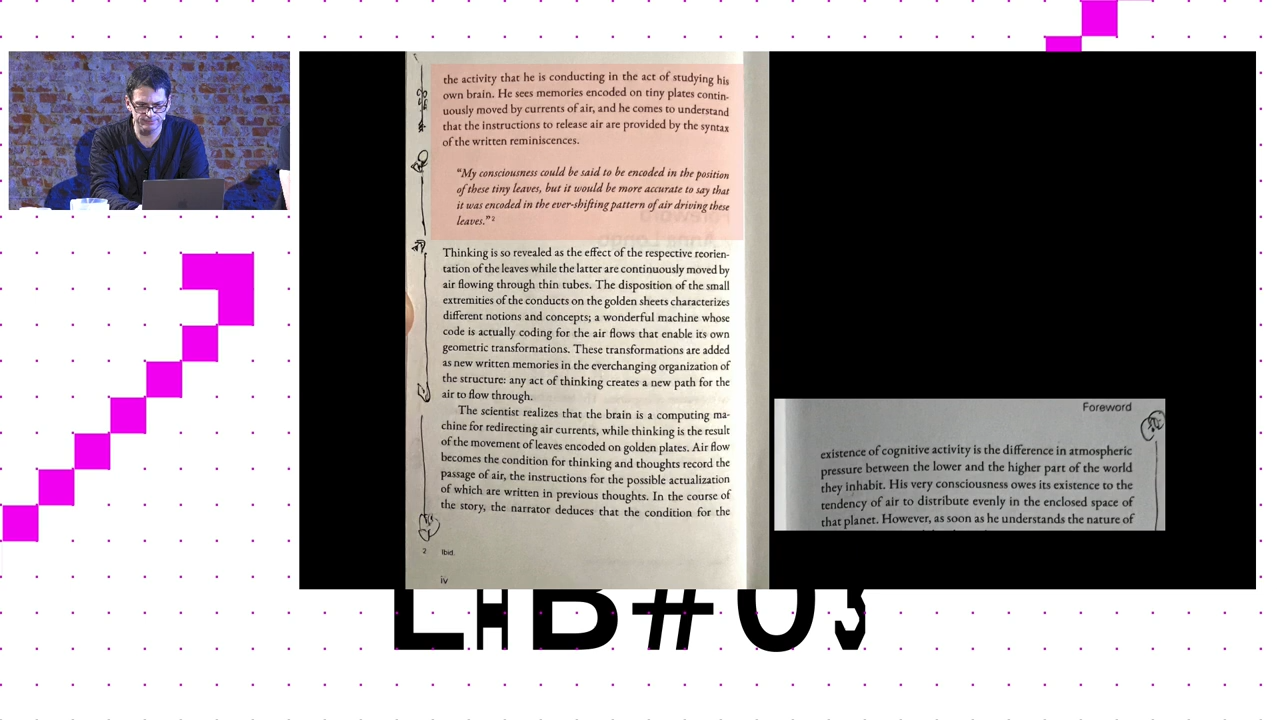 the activity that he is conducting in the act of studying his
own brain. He sees memories encoded on tiny plates contin-
uously moved by currents of air, and he comes to understand
that the instructions to release air are provided by the syntax
of the written reminiscences.
“My consciousness could be said to be encoded in the position
of these tiny leaves, but it would be more accurate to say that
it was encoded in the ever-shifting pattern of air driving these
leaves.”2
Thinking is so revealed as the effect of the respective reorien-
tation of the leaves while the latter are continuously moved by
air flowing through thin tubes. The disposition of the small
extremities of the conducts on the golden sheets characterizes
different notions and concepts; a wonderful machine whose
code is actually coding for the air flows that enable its own
geometric transformations. These transformations are added
as new written memories in the everchanging organization of
the structure: any act of thinking creates a new path for the
air to flow through.
The scientist realizes that the brain is a computing ma-
chine for redirecting air currents, while thinking is the result
of the movement of leaves encoded on golden plates. Air flow
becomes the condition for thinking and thoughts record the
passage of air, the instructions for the possible actualization
of which are written in previous thoughts. In the course of
the story, the narrator deduces that the condition for the
2 Ibid.
iv
Foreword
existence of cognitive activity is the difference in atmospheric
pressure between the lower and the higher part of the world
they inhabit. His very consciousness owes its existence to the
tendency of air to distribute evenly in the enclosed space of
that planet. However, as soon as he understands the nature of
LAB#03